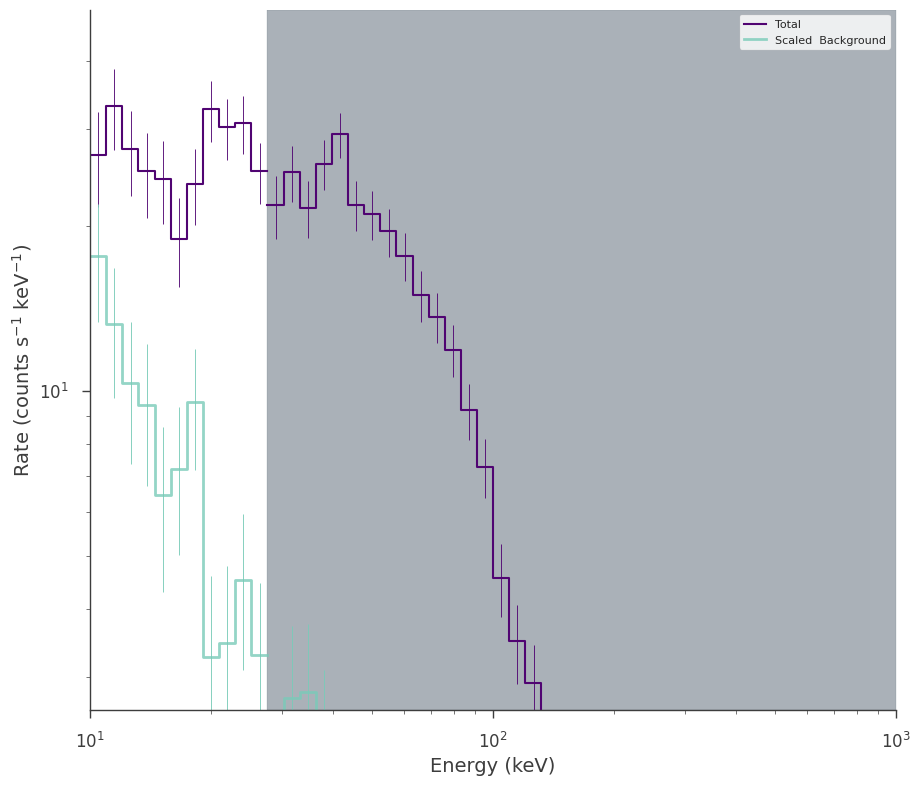 Total
Scaled  Background
Rate (counts s⁻¹ keV⁻¹)
10¹
10¹
10²
10³
Energy (keV)